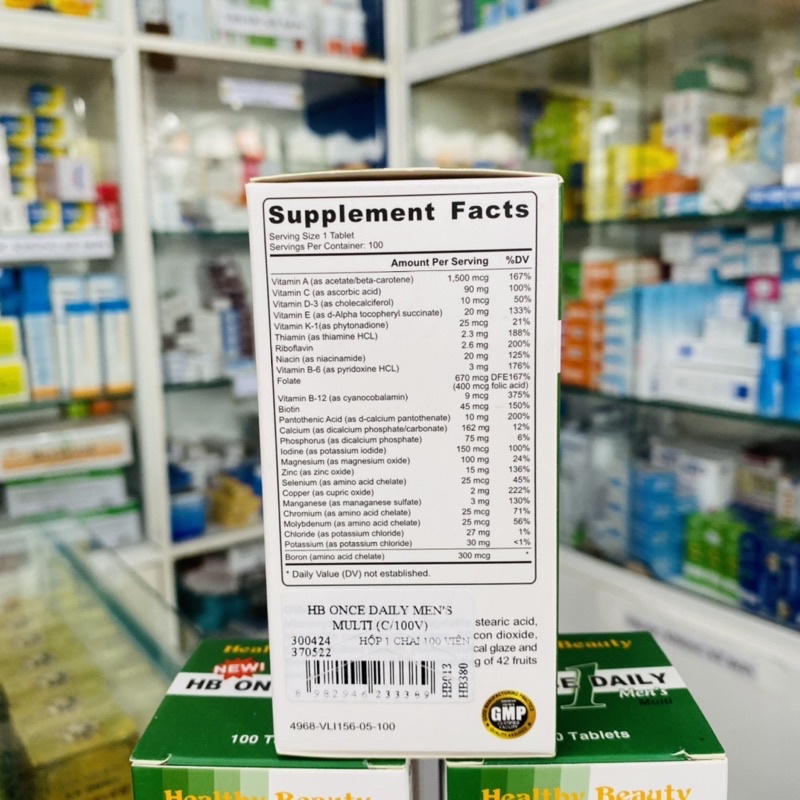 Supplement Facts
Serving Size 1 Tablet
Servings Per Container: 100
Amount Per Serving %DV
Vitamin A (as acetate/beta-carotene) 1,500 mcg 167%
Vitamin C (as ascorbic acid) 90 mg 100%
Vitamin D-3 (as cholecalciferol) 10 mcg 50%
Vitamin E (as d-Alpha tocopheryl succinate) 20 mg 133%
Vitamin K-1(as phytonadione) 25 mcg 21%
Thiamin (as thiamine HCL) 2.3 mg 188%
Riboflavin 2.6 mg 200%
Niacin (as niacinamide) 20 mg 125%
Vitamin B-6 (as pyridoxine HCL) 3 mg 176%
Folate 670 mcg DFE167%
(400 mcg folic acid)
Vitamin B-12 (as cyanocobalamin) 9 mcg 375%
Biotin 45 mcg 150%
Pantothenic Acid (as d-calcium pantothenate) 10 mg 200%
Calcium (as dicalcium phosphate/carbonate) 162 mg 12%
Phosphorus (as dicalcium phosphate) 75 mg 6%
Iodine (as potassium iodide) 150 mcg 100%
Magnesium (as magnesium oxide) 100 mg 24%
Zinc (as zinc oxide) 15 mg 136%
Selenium (as amino acid chelate) 25 mcg 45%
Copper (as cupric oxide) 2 mg 222%
Manganese (as managanese sulfate) 3 mg 130%
Chromium (as amino acid chelate) 25 mcg 71%
Molybdenum (as amino acid chelate) 25 mcg 56%
Chloride (as potassium chloride) 27 mg 1%
Potassium (as potassium chloride) 30 mg <1%
Boron (amino acid chelate) 300 mcg *
* Daily Value (DV) not established.
HB ONCE DAILY MEN'S
MULTI (C/100V)
300424 HỘP 1 CHAI 100 VIÊN
370522
8 982946 233389
HB013
HB380
stearic acid,
con dioxide,
cal glaze and
g of 42 fruits
GMP
4968-VLI156-05-100
Beauty
NEW!
HB ON
E 1 DAILY
Men's
Multi
100 T
0 Tablets
Healthy Beauty
Healthy Beauty